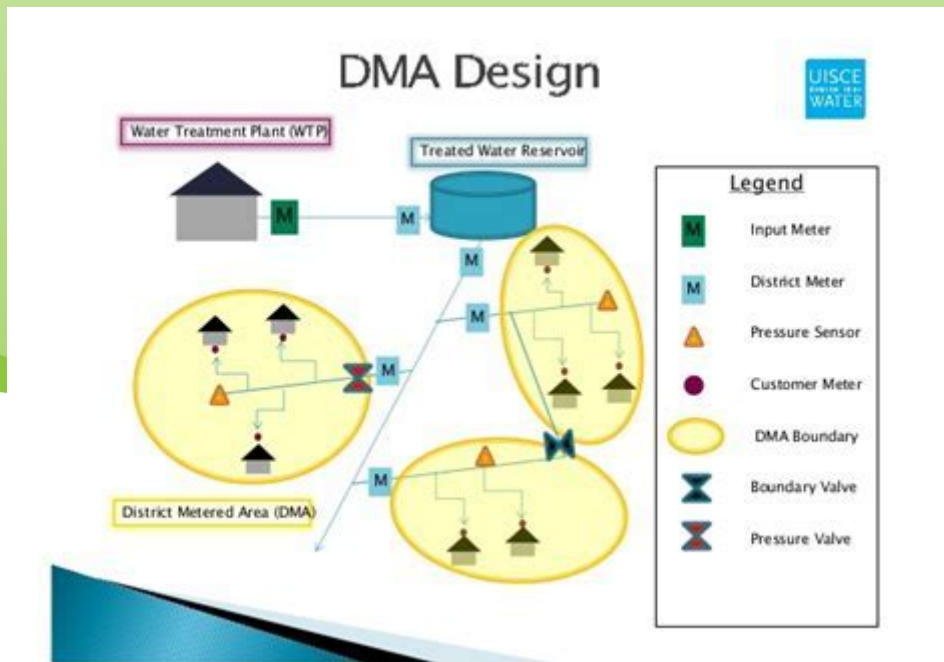 DMA Design
UISCE
WATER
Water Treatment Plant (WTP)
Treated Water Reservoir
M
M
M
M
M
M
District Metered Area (DMA)
Legend
M
Input Meter
M
District Meter
Pressure Sensor
Customer Meter
DMA Boundary
Boundary Valve
Pressure Valve